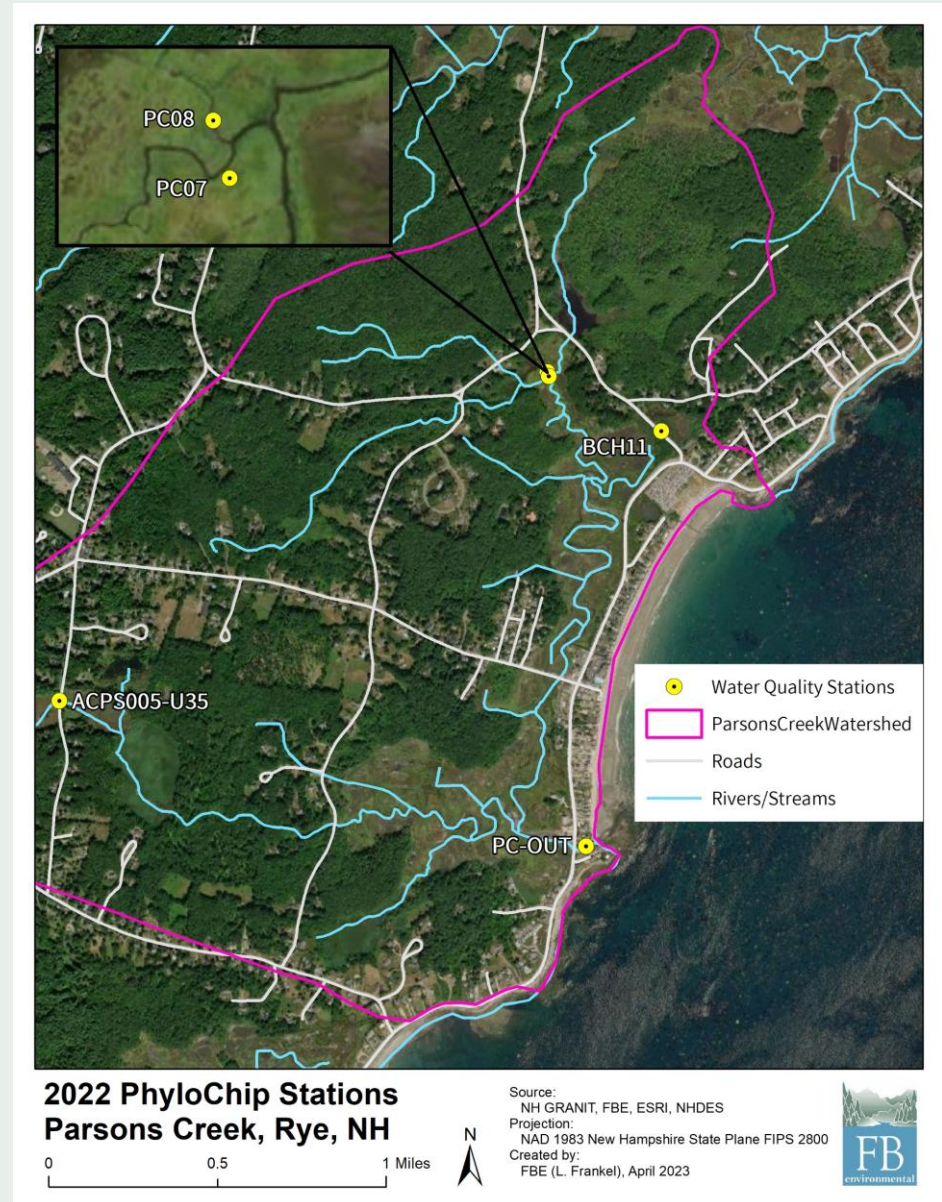 PC08
PC07
BCH11
ACPS005-U35
PC-OUT
Water Quality Stations
ParsonsCreekWatershed
Roads
Rivers/Streams
2022 PhyloChip Stations
Parsons Creek, Rye, NH
0 0.5 1 Miles
N
Source:
NH GRANIT, FBE, ESRI, NHDES
Projection:
NAD 1983 New Hampshire State Plane FIPS 2800
Created by:
FBE (L. Frankel), April 2023
FB
environmental